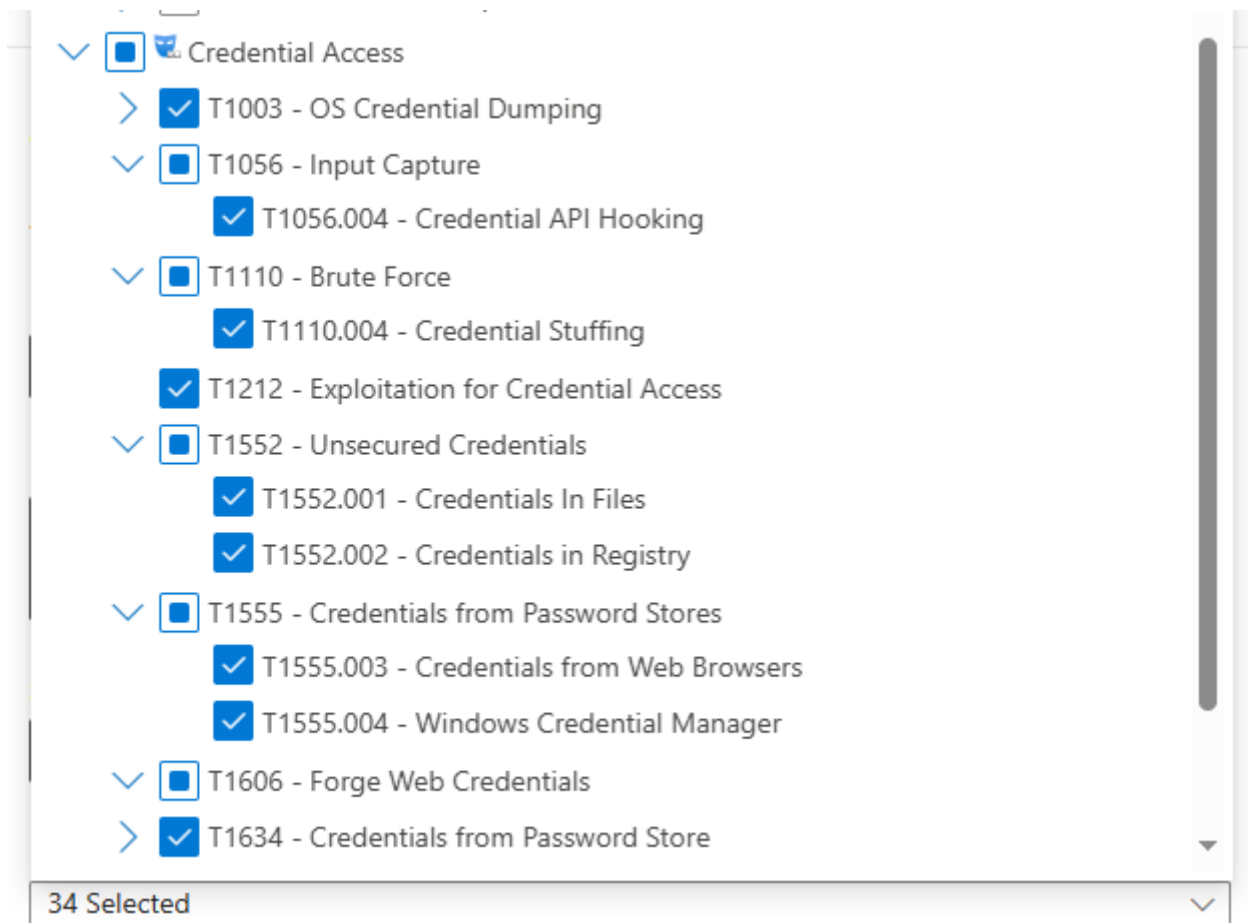 Credential Access
T1003 - OS Credential Dumping
T1056 - Input Capture
T1056.004 - Credential API Hooking
T1110 - Brute Force
T1110.004 - Credential Stuffing
T1212 - Exploitation for Credential Access
T1552 - Unsecured Credentials
T1552.001 - Credentials In Files
T1552.002 - Credentials in Registry
T1555 - Credentials from Password Stores
T1555.003 - Credentials from Web Browsers
T1555.004 - Windows Credential Manager
T1606 - Forge Web Credentials
T1634 - Credentials from Password Store
34 Selected